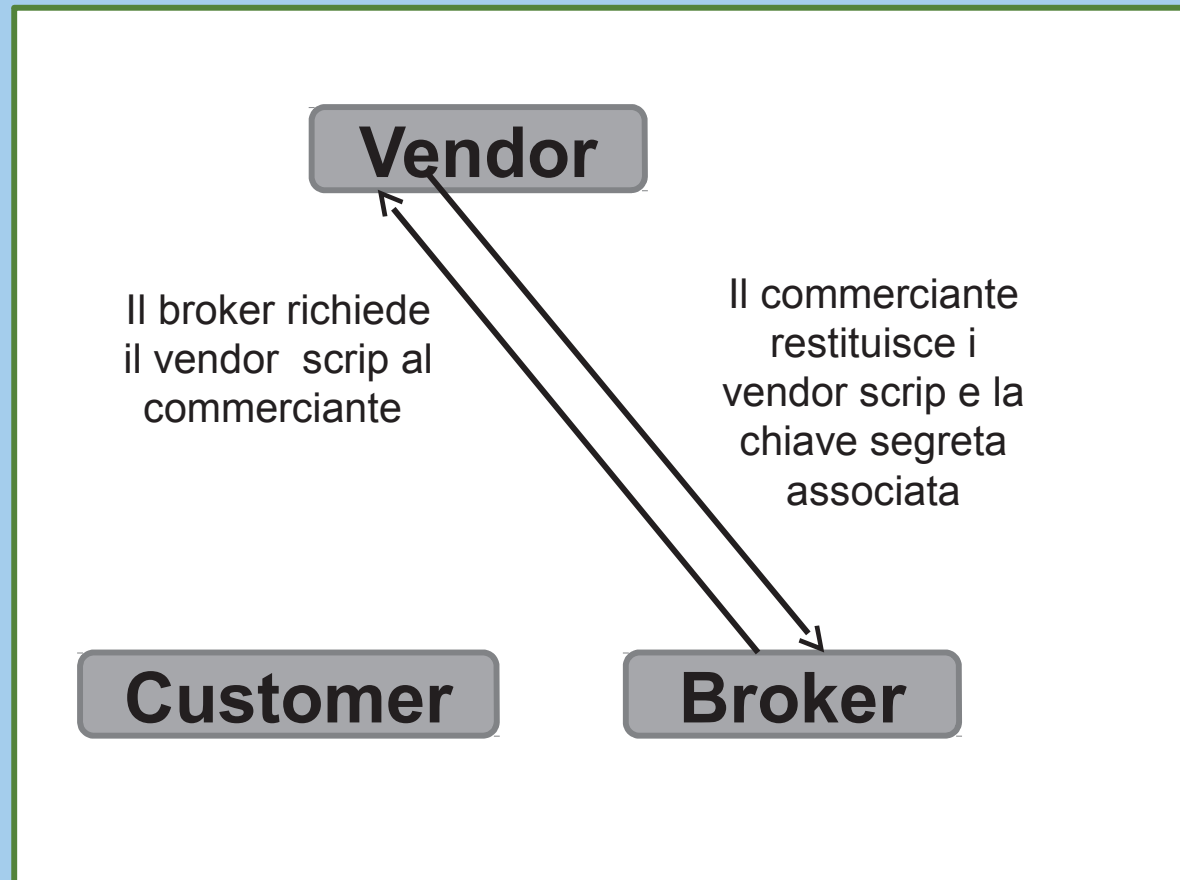 Vendor
Il broker richiede
il vendor scrip al
commerciante
Il commerciante
restituisce i
vendor scrip e la
chiave segreta
associata
Customer
Broker